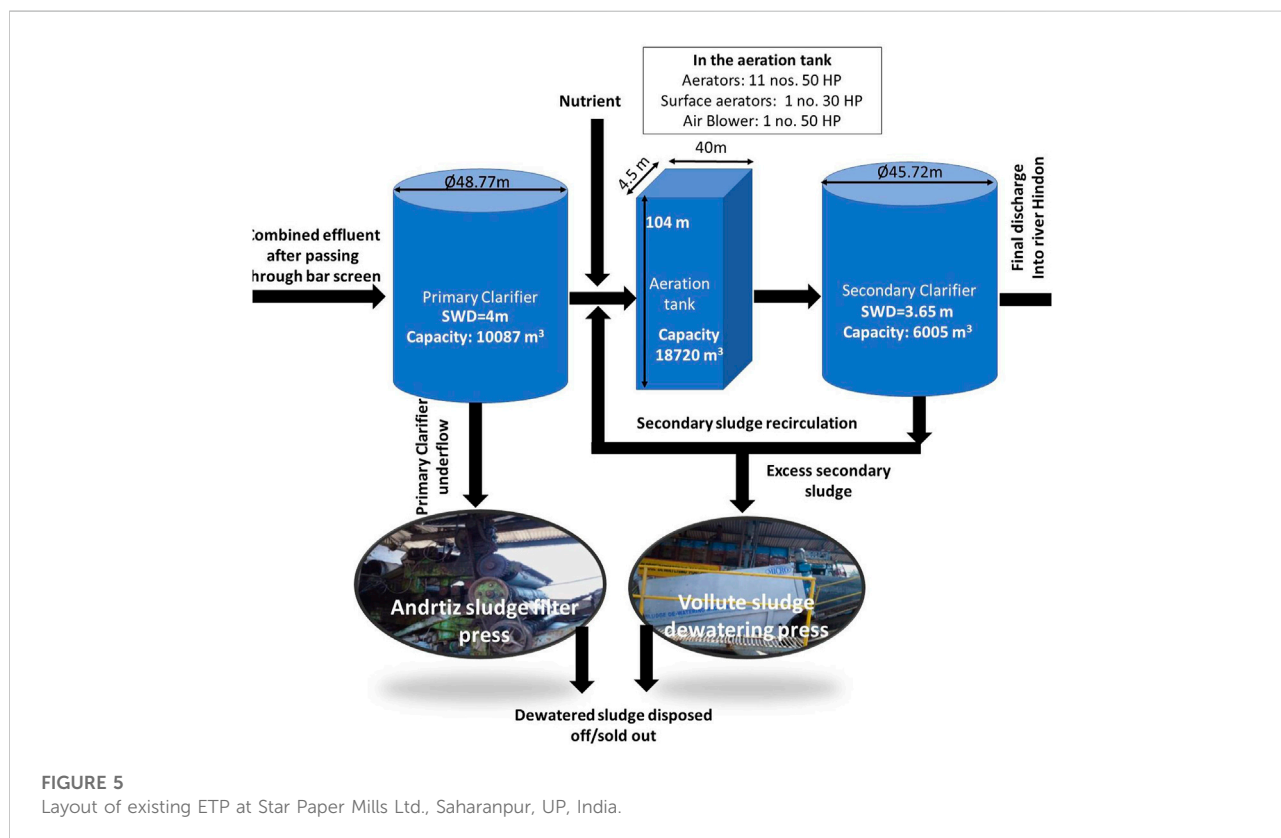 In the aeration tank
Aerators: 11 nos. 50 HP
Surface aerators: 1 no. 30 HP
Air Blower: 1 no. 50 HP
Nutrient
40m
4.5 m
Ø48.77m
Ø45.72m
Combined effluent
after passing
through bar screen
104 m
Final discharge
Into river Hindon
Primary Clarifier
SWD=4m
Capacity: 10087 m³
Aeration
tank
Capacity
18720 m³
Secondary Clarifier
SWD=3.65 m
Capacity: 6005 m³
Primary Clarifier
underflow
Secondary sludge recirculation
Excess secondary
sludge
Andrtiz sludge filter
press
Vollute sludge
dewatering press
Dewatered sludge disposed
off/sold out
FIGURE 5
Layout of existing ETP at Star Paper Mills Ltd., Saharanpur, UP, India.